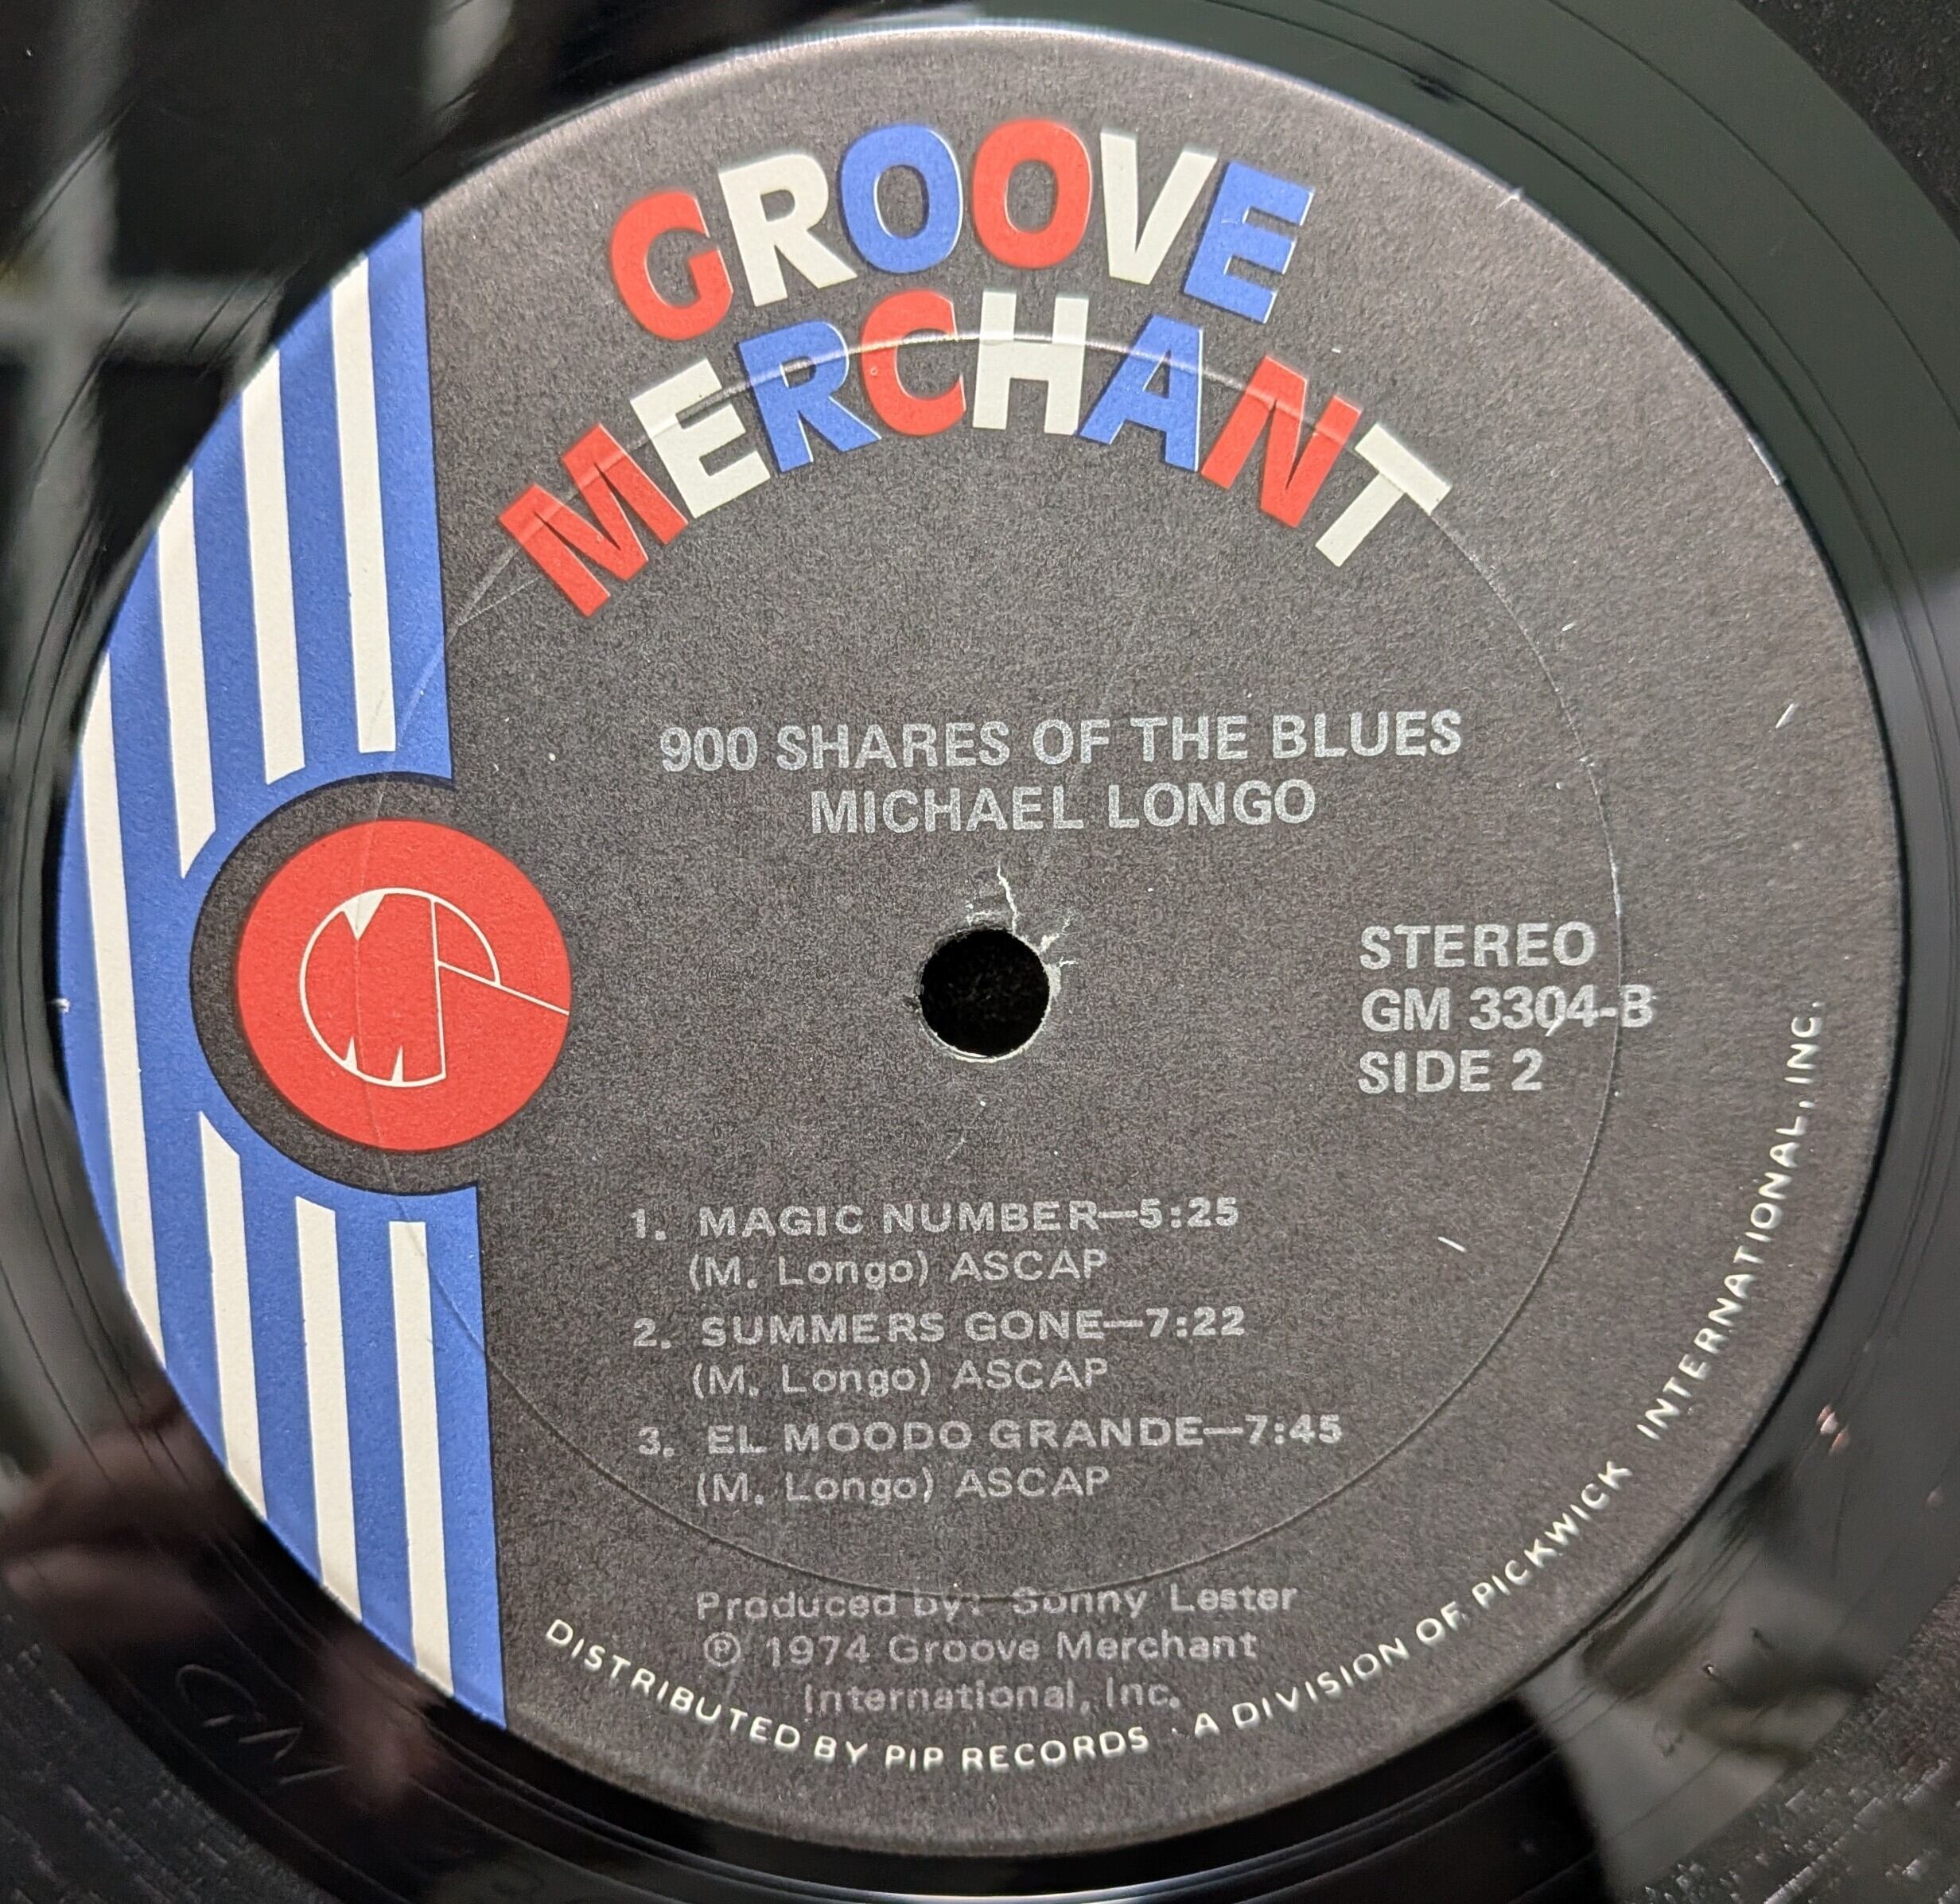 GROOVE
MERCHANT
900 SHARES OF THE BLUES
MICHAEL LONGO
STEREO
GM 3304-B
SIDE 2
1. MAGIC NUMBER—5:25
(M. Longo) ASCAP
2. SUMMERS GONE—7:22
(M. Longo) ASCAP
3. EL MOODO GRANDE—7:45
(M. Longo) ASCAP
Produced by: Sonny Lester
℗ 1974 Groove Merchant
International, Inc.
DISTRIBUTED BY PIP RECORDS · A DIVISION OF PICKWICK INTERNATIONAL, INC.